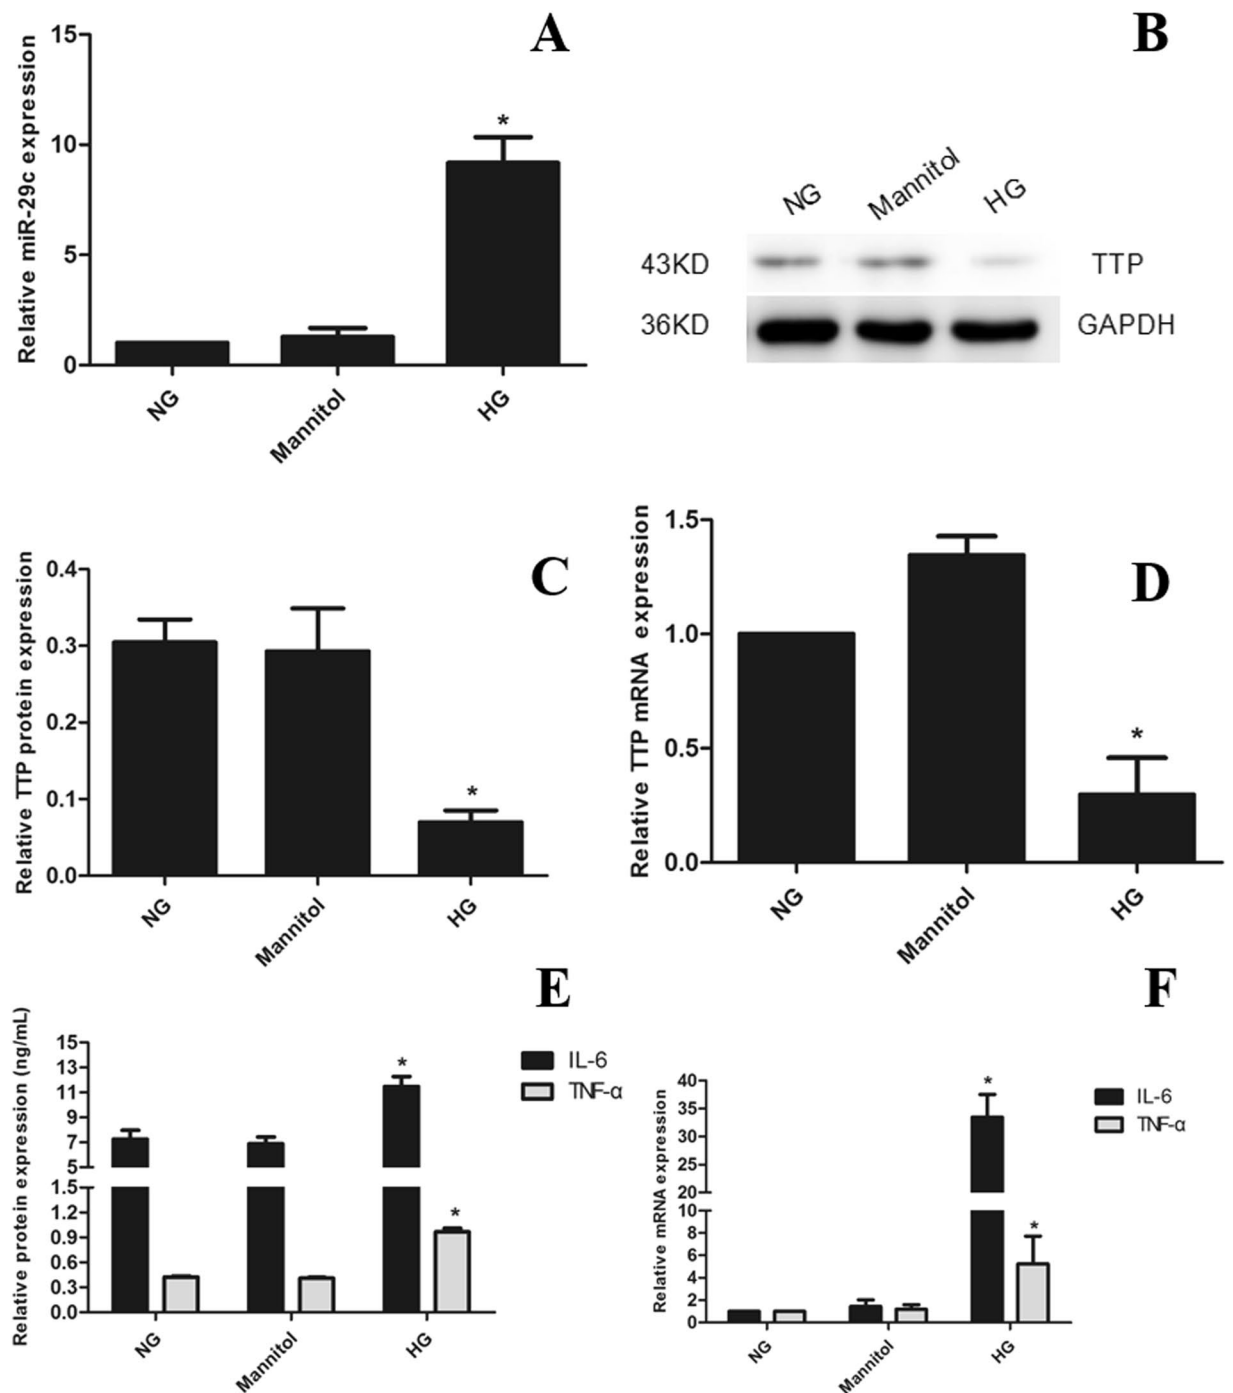 A
Relative miR-29c expression
15
10
5
0
*
NG
Mannitol
HG
B
NG
Mannitol
HG
43KD
TTP
36KD
GAPDH
C
Relative TTP protein expression
0.4
0.3
0.2
0.1
0.0
*
NG
Mannitol
HG
D
Relative TTP mRNA expression
1.5
1.0
0.5
0.0
*
NG
Mannitol
HG
E
Relative protein expression (ng/mL)
15
13
11
9
7
5
1.5
1.2
0.9
0.6
0.3
0.0
*
*
IL-6
TNF-α
NG
Mannitol
HG
F
Relative mRNA expression
40
35
30
25
20
10
8
6
4
2
0
*
*
IL-6
TNF-α
NG
Mannitol
HG